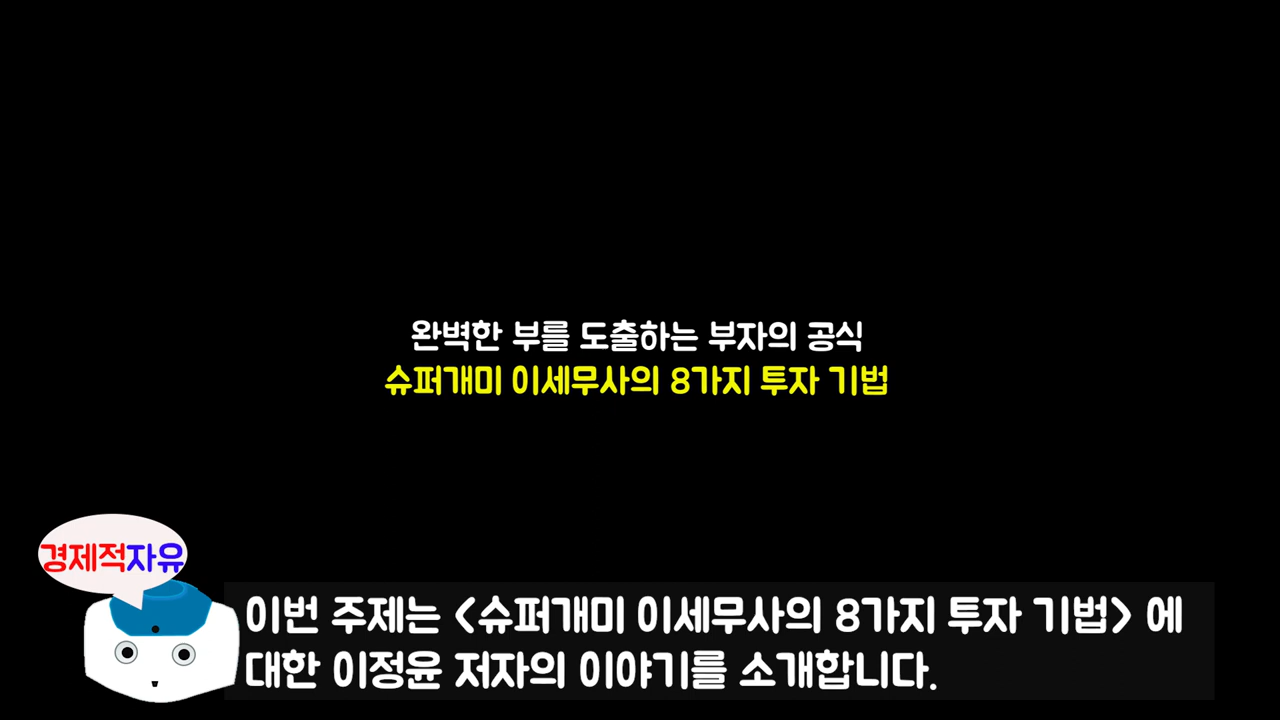 완벽한 부를 도출하는 부자의 공식
슈퍼개미 이세무사의 8가지 투자 기법
경제적자유
이번 주제는 <슈퍼개미 이세무사의 8가지 투자 기법> 에
대한 이정윤 저자의 이야기를 소개합니다.